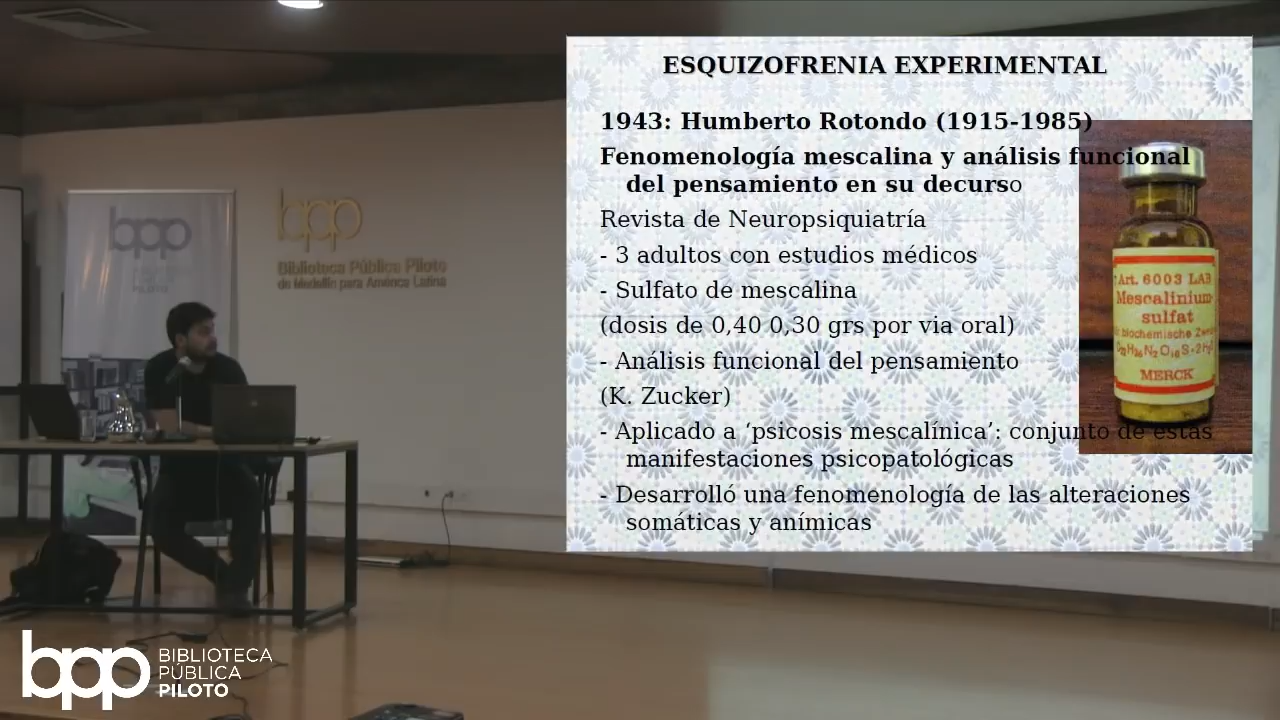 ESQUIZOFRENIA EXPERIMENTAL
1943: Humberto Rotondo (1915-1985)
Fenomenología mescalina y análisis funcional
del pensamiento en su decurso
Revista de Neuropsiquiatría
- 3 adultos con estudios médicos
- Sulfato de mescalina
(dosis de 0,40 0,30 grs por via oral)
- Análisis funcional del pensamiento
(K. Zucker)
- Aplicado a ‘psicosis mescalínica’: conjunto de estas
manifestaciones psicopatológicas
- Desarrolló una fenomenología de las alteraciones
somáticas y anímicas
Art. 6003 LAB
Mescalinium-
sulfat
biochemische
MERCK
bpp
PILOTO
bpp
Biblioteca Pública Piloto
de Medellín para América Latina
bpp
BIBLIOTECA
PÚBLICA
PILOTO